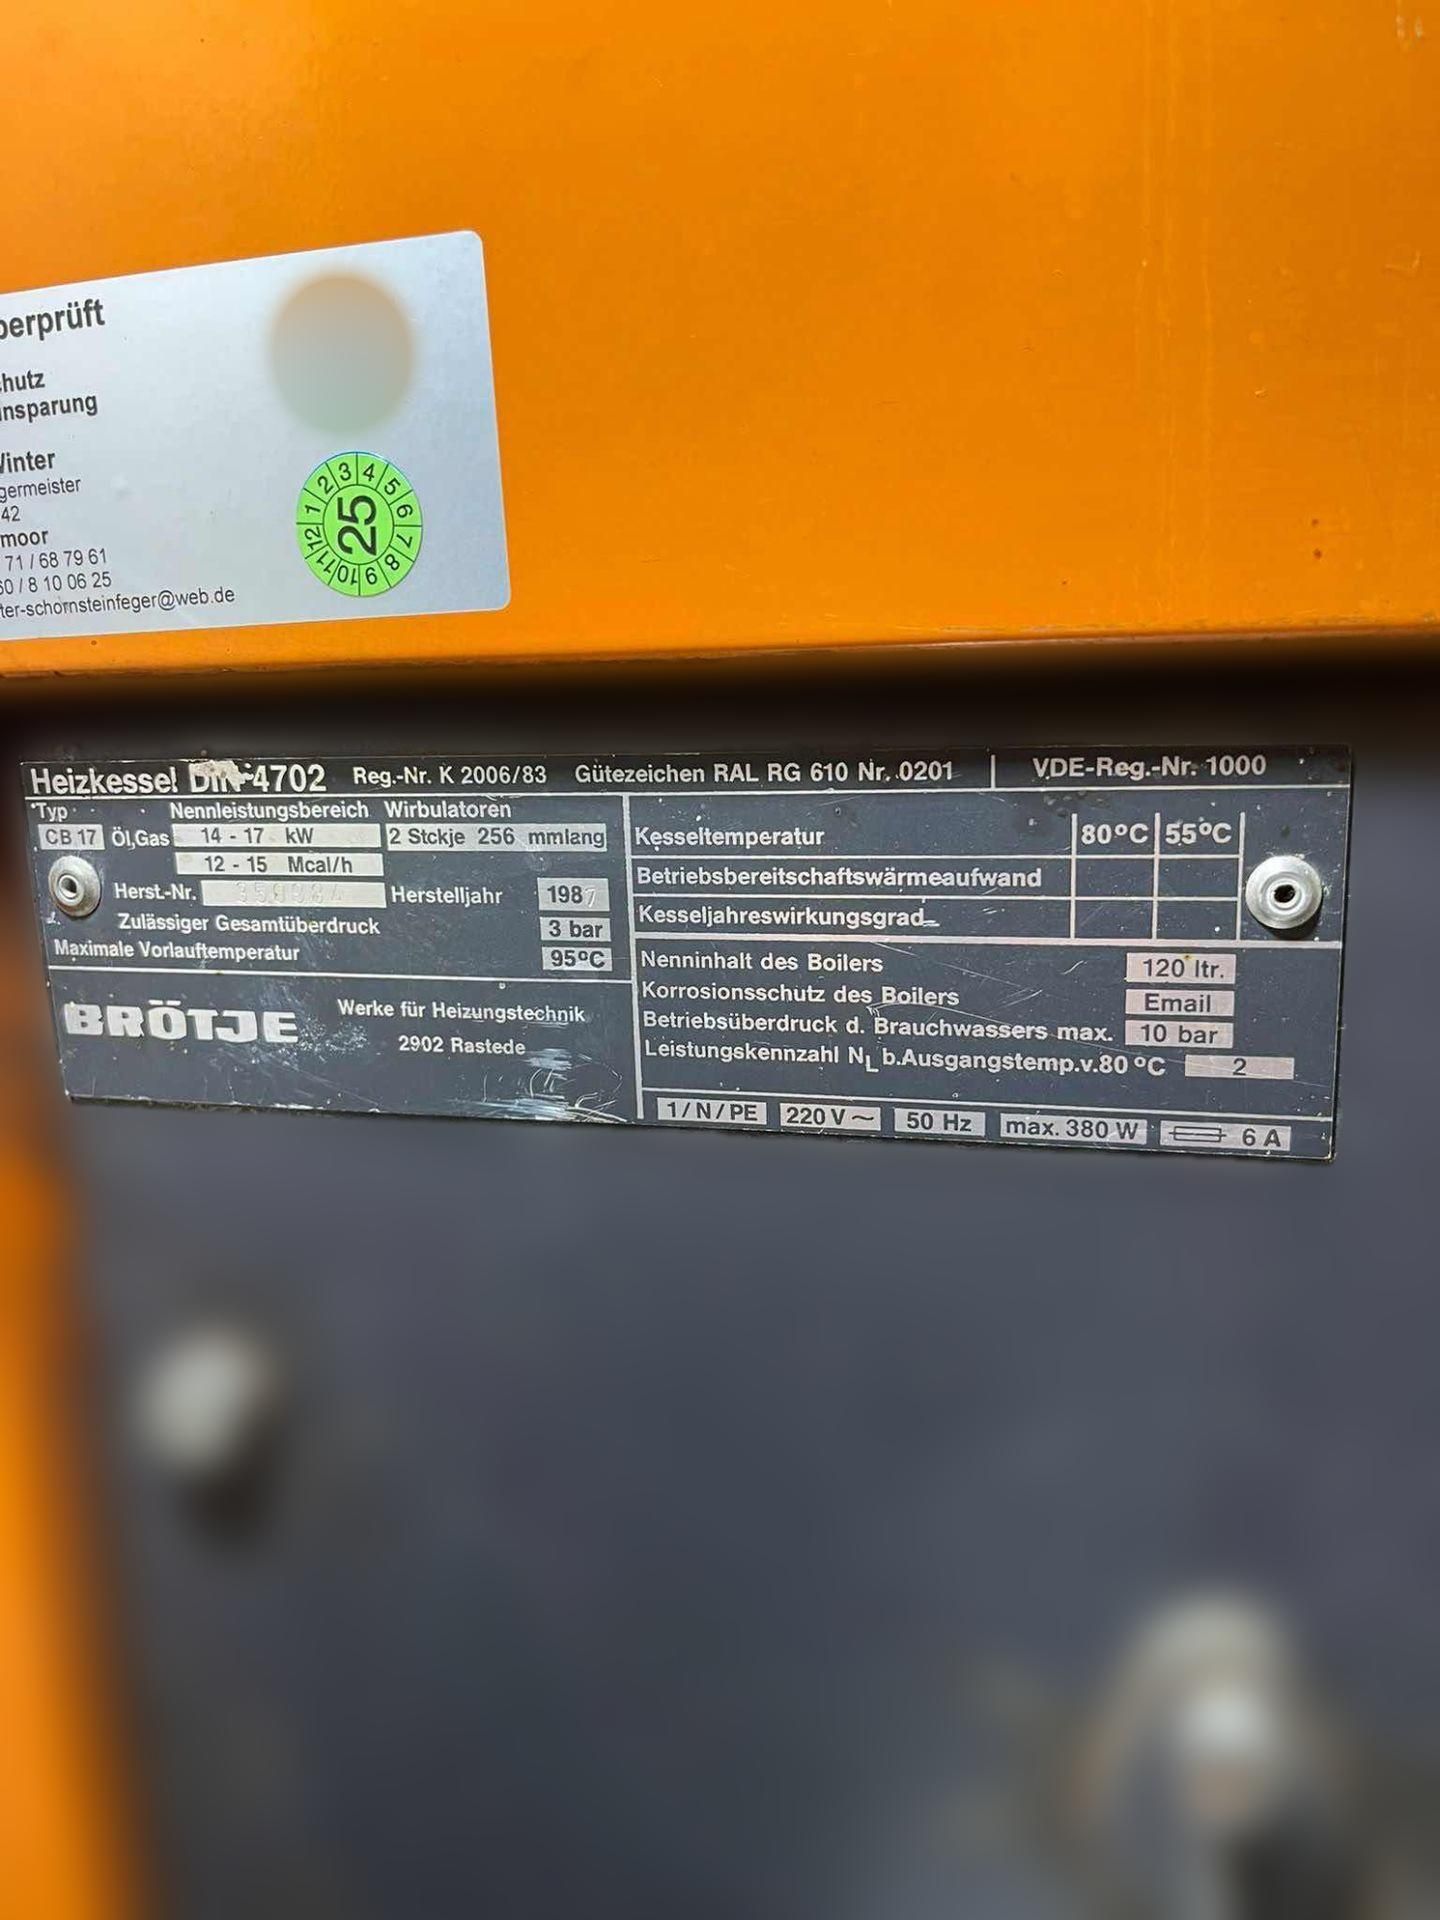 berprüft
hutz
insparung
Winter
germeister
42
moor
71 / 68 79 61
60 / 8 10 06 25
ter-schornsteinfeger@web.de
1 2 3 4 5 6 7 8 9 10 11 12
25
Heizkessel DIN 4702 Reg.-Nr. K 2006/83 Gütezeichen RAL RG 610 Nr. 0201 VDE-Reg.-Nr. 1000
Typ Nennleistungsbereich Wirbulatoren
CB 17 Öl,Gas 14 - 17 kW 2 Stckje 256 mmlang
12 - 15 Mcal/h
Herst.-Nr. Herstelljahr 1987
Zulässiger Gesamtüberdruck 3 bar
Maximale Vorlauftemperatur 95°C
BRÖTJE Werke für Heizungstechnik
2902 Rastede
Kesseltemperatur 80°C 55°C
Betriebsbereitschaftswärmeaufwand
Kesseljahreswirkungsgrad
Nenninhalt des Boilers 120 ltr.
Korrosionsschutz des Boilers Email
Betriebsüberdruck d. Brauchwassers max. 10 bar
Leistungskennzahl NL b.Ausgangstemp.v.80 °C 2
1/N/PE 220 V~ 50 Hz max. 380 W 6 A